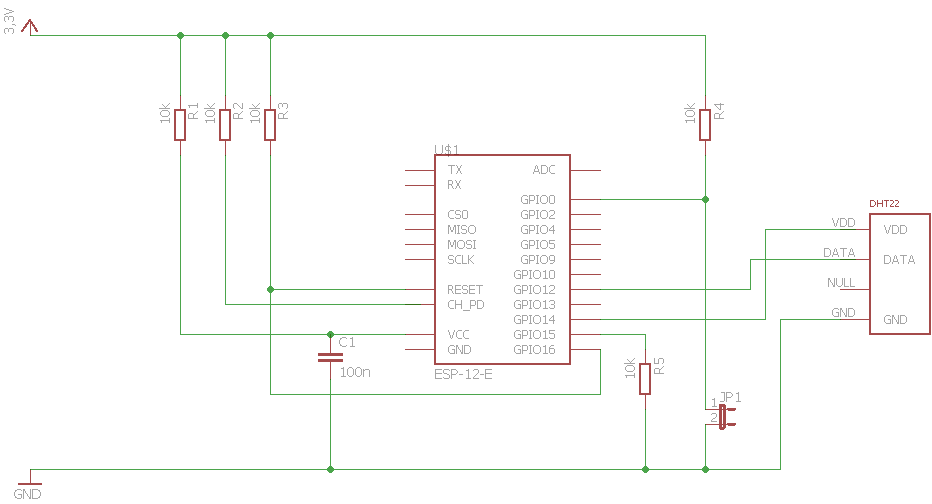 3,3V
10k
R1
10k
R2
10k
R3
10k
R4
U$1
TX
ADC
RX
GPIO0
CS0
GPIO2
MISO
GPIO4
MOSI
GPIO5
SCLK
GPIO9
GPIO10
RESET
GPIO12
CH_PD
GPIO13
GPIO14
VCC
GPIO15
GND
GPIO16
ESP-12-E
DHT22
VDD
VDD
DATA
DATA
NULL
GND
GND
C1
100n
10k
R5
JP1
1
2
GND